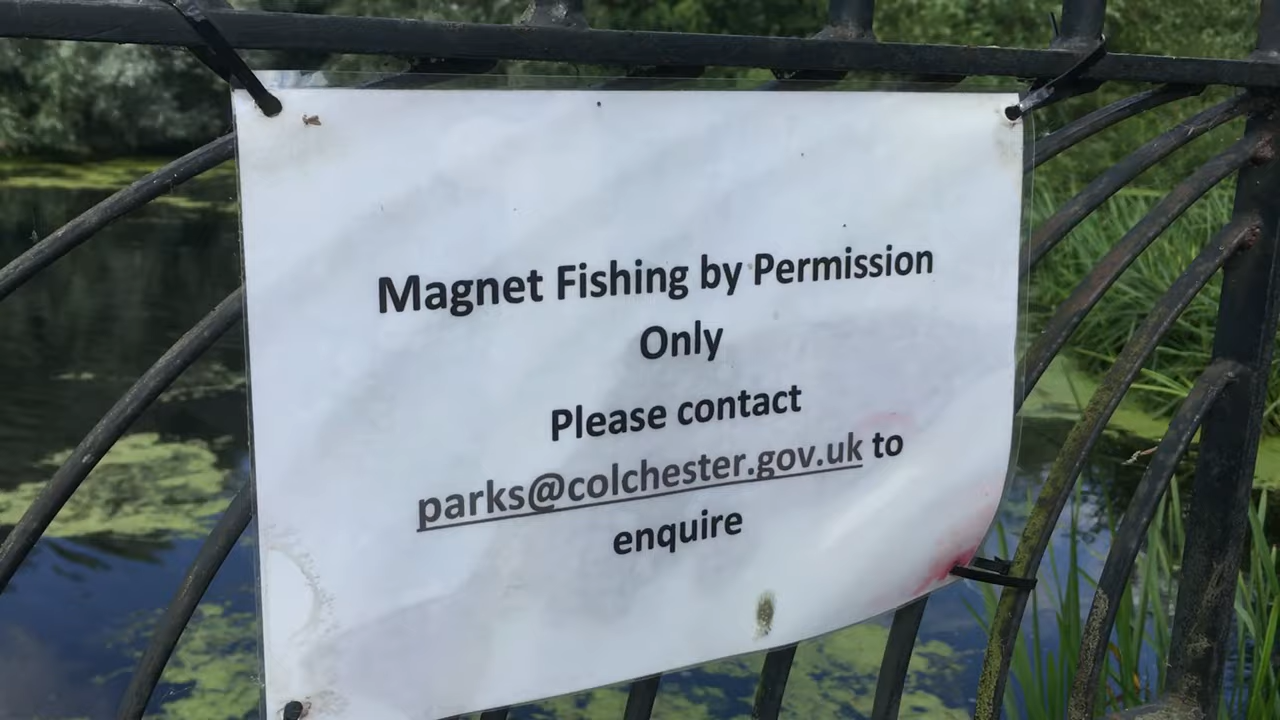 Magnet Fishing by Permission
Only
Please contact
parks@colchester.gov.uk to
enquire